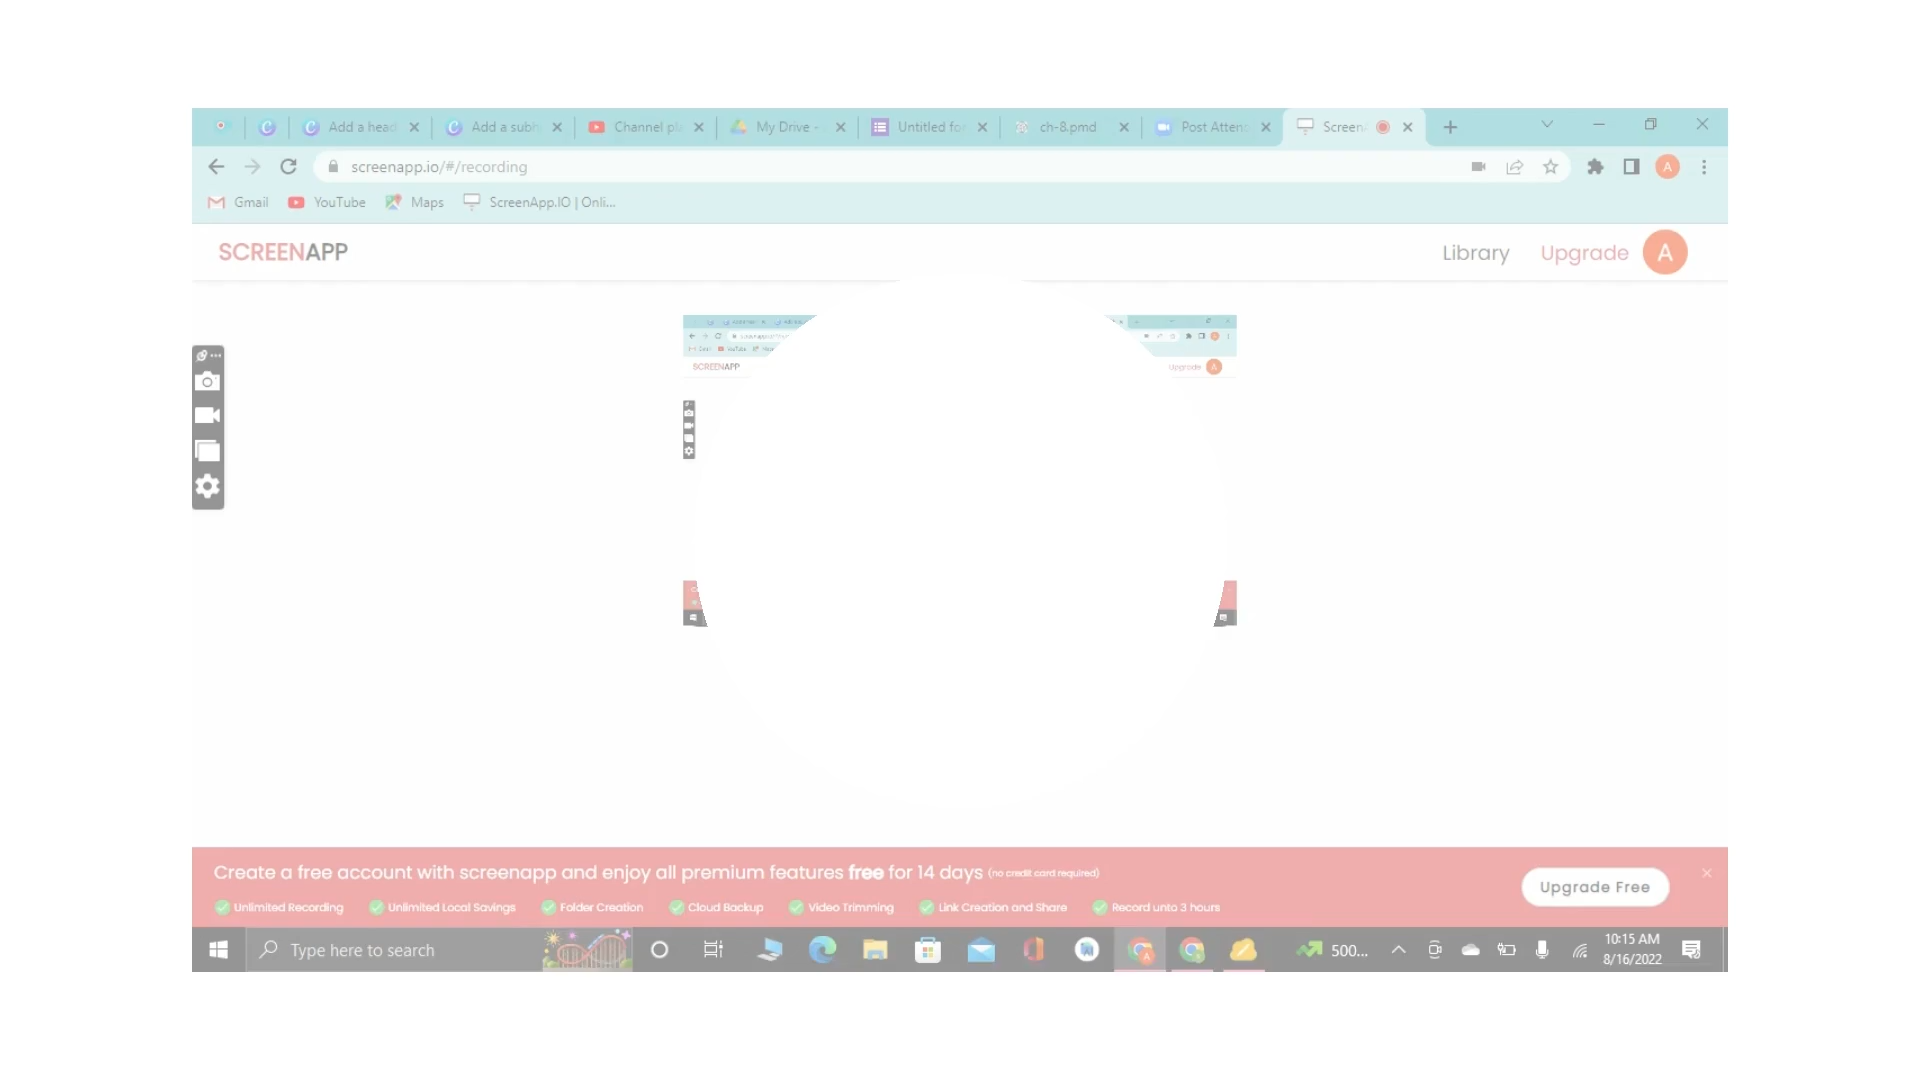 Add a head
Add a subh
Channel pl
My Drive -
Untitled fo
ch-8.pmd
Post Attens
Screen
screenapp.io/#/recording
A
Gmail
YouTube
Maps
ScreenApp.IO | Onli...
SCREENAPP
Library
Upgrade
A
SCREENAPP
Upgrade
A
Create a free account with screenapp and enjoy all premium features free for 14 days (no credit card required)
Upgrade Free
Unlimited Recording
Unlimited Local Savings
Folder Creation
Cloud Backup
Video Trimming
Link Creation and Share
Record unto 3 hours
Type here to search
500...
10:15 AM
8/16/2022